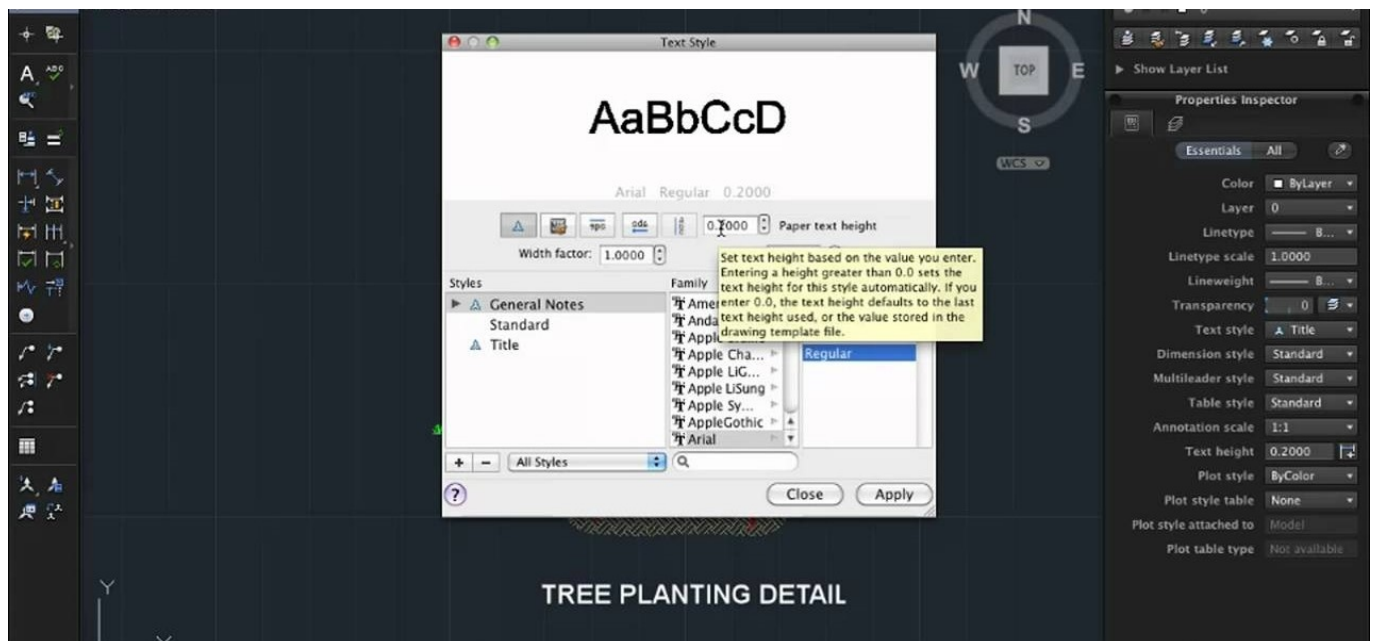 Text Style
AaBbCcD
Arial Regular 0.2000
Paper text height
Width factor: 1.0000
Set text height based on the value you enter.
Entering a height greater than 0.0 sets the
text height for this style automatically. If you
enter 0.0, the text height defaults to the last
text height used, or the value stored in the
drawing template file.
Styles
General Notes
Standard
Title
Family
Apple Cha...
Apple LiG...
Apple LiSung
Apple Sy...
AppleGothic
Arial
Regular
All Styles
?
Close
Apply
TREE PLANTING DETAIL
Y
A ABC
N
W TOP E
S
WCS
Show Layer List
Properties Inspector
Essentials All
Color ByLayer
Layer 0
Linetype B...
Linetype scale 1.0000
Lineweight B...
Transparency 0
Text style Title
Dimension style Standard
Multileader style Standard
Table style Standard
Annotation scale 1:1
Text height 0.2000
Plot style ByColor
Plot style table None
Plot style attached to Model
Plot table type Not available